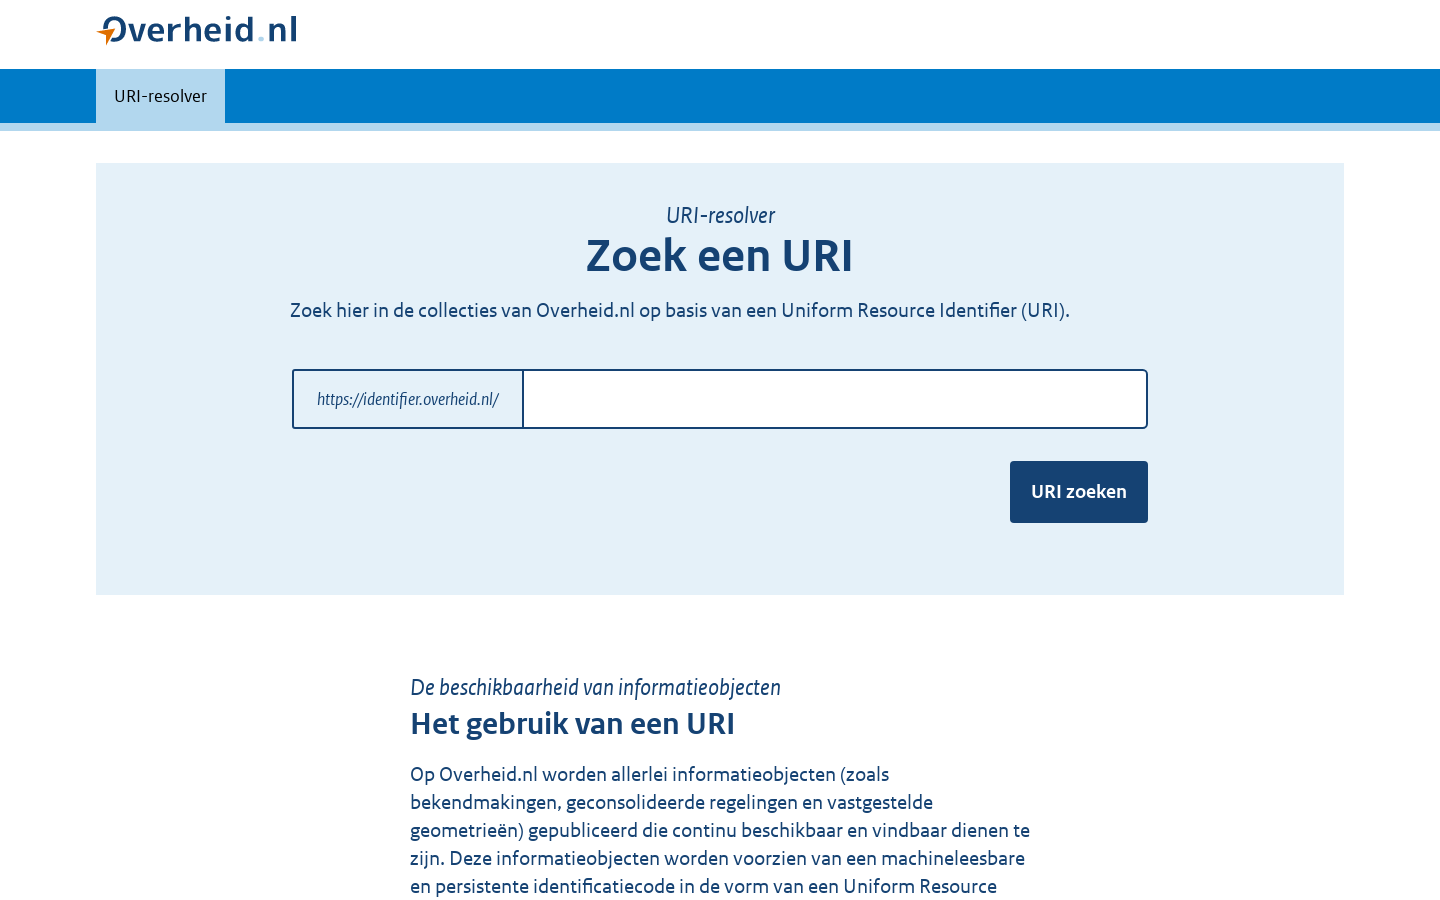 Overheid.nl
URI-resolver
URI-resolver
Zoek een URI
Zoek hier in de collecties van Overheid.nl op basis van een Uniform Resource Identifier (URI).
https://identifier.overheid.nl/
URI zoeken
De beschikbaarheid van informatieobjecten
Het gebruik van een URI
Op Overheid.nl worden allerlei informatieobjecten (zoals
bekendmakingen, geconsolideerde regelingen en vastgestelde
geometrieën) gepubliceerd die continu beschikbaar en vindbaar dienen te
zijn. Deze informatieobjecten worden voorzien van een machineleesbare
en persistente identificatiecode in de vorm van een Uniform Resource